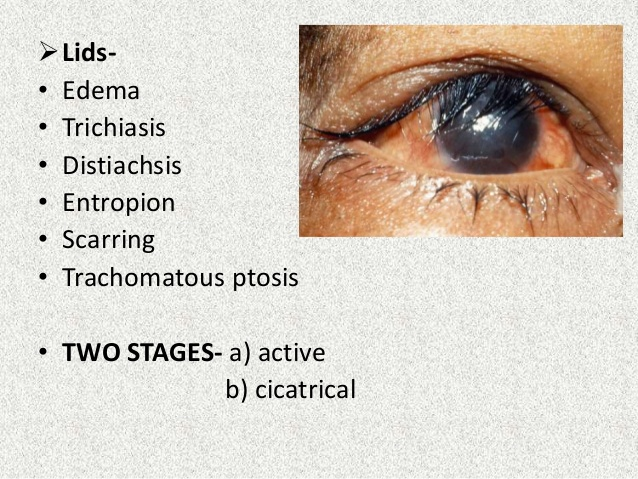 ➢Lids-
• Edema
• Trichiasis
• Distiachsis
• Entropion
• Scarring
• Trachomatous ptosis
• TWO STAGES- a) active
b) cicatrical